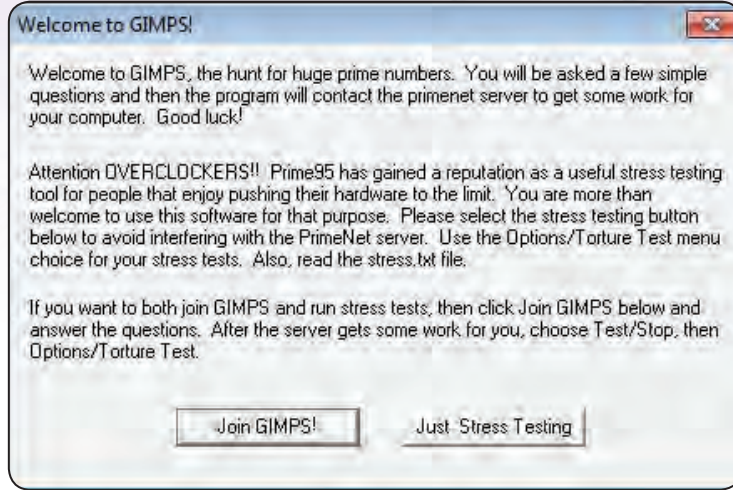 Welcome to GIMPS!
Welcome to GIMPS, the hunt for huge prime numbers. You will be asked a few simple
questions and then the program will contact the primenet server to get some work for
your computer. Good luck!
Attention OVERCLOCKERS!! Prime95 has gained a reputation as a useful stress testing
tool for people that enjoy pushing their hardware to the limit. You are more than
welcome to use this software for that purpose. Please select the stress testing button
below to avoid interfering with the PrimeNet server. Use the Options/Torture Test menu
choice for your stress tests. Also, read the stress.txt file.
If you want to both join GIMPS and run stress tests, then click Join GIMPS below and
answer the questions. After the server gets some work for you, choose Test/Stop, then
Options/Torture Test.
Join GIMPS! Just Stress Testing